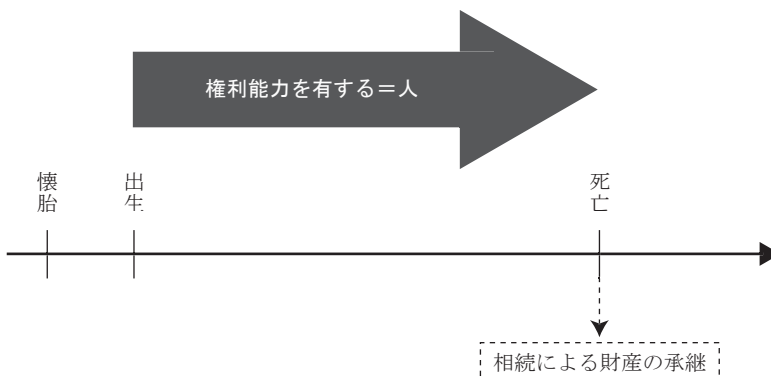 権利能力を有する＝人
懐胎
出生
死亡
相続による財産の承継